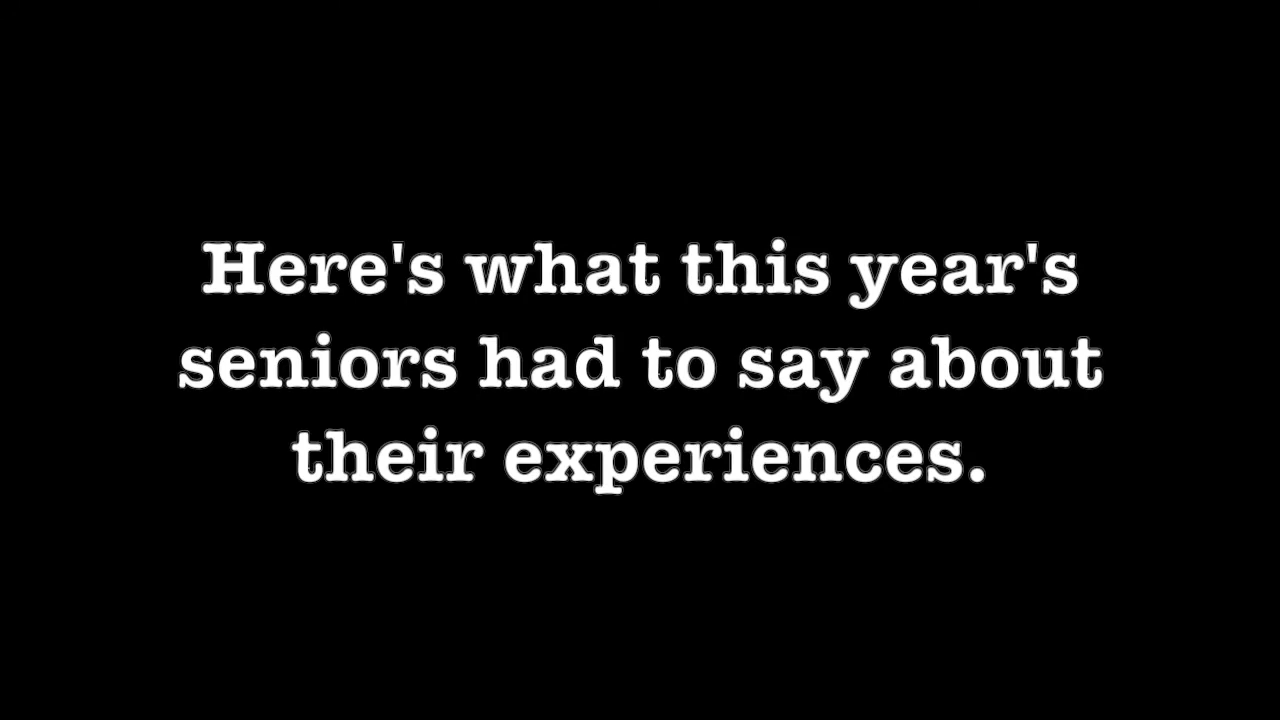 Here's what this year's
seniors had to say about
their experiences.